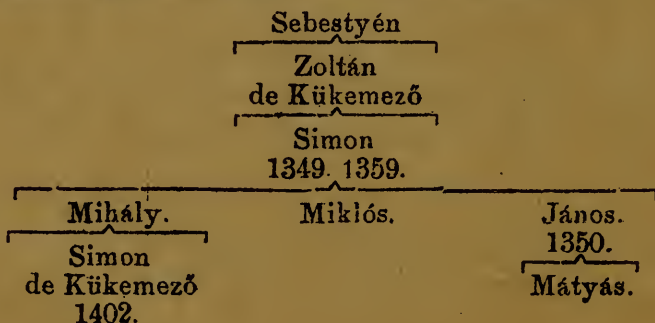 Sebestyén
Zoltán
de Kükemező
Simon
1349. 1359.
Mihály. Miklós. János.
1350.
Simon
de Kükemező
1402.
Mátyás.